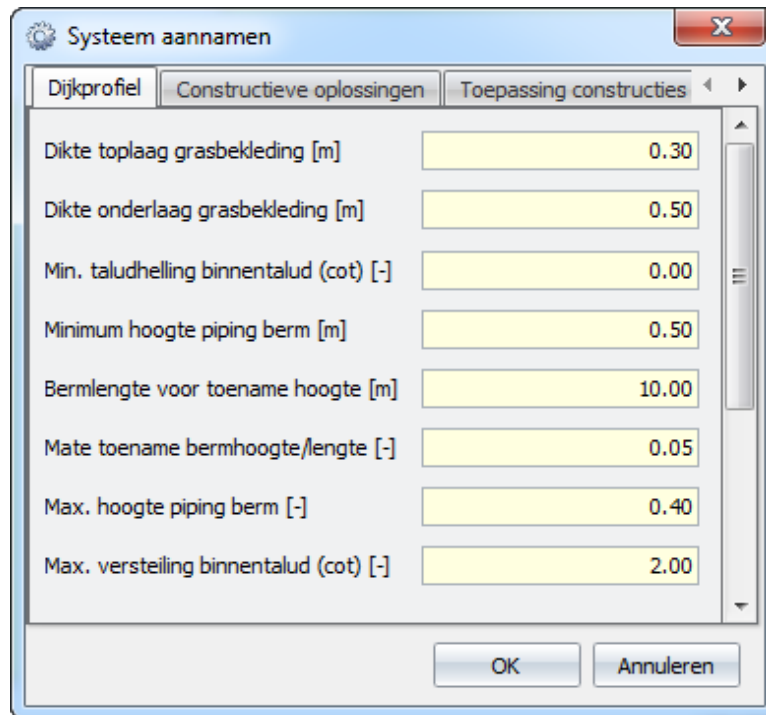 Systeem aannamen
Dijkprofiel Constructieve oplossingen Toepassing constructies
Dikte toplaag grasbekleding [m] 0.30
Dikte onderlaag grasbekleding [m] 0.50
Min. taludhelling binnentalud (cot) [-] 0.00
Minimum hoogte piping berm [m] 0.50
Bermlengte voor toename hoogte [m] 10.00
Mate toename bermhoogte/lengte [-] 0.05
Max. hoogte piping berm [-] 0.40
Max. versteiling binnentalud (cot) [-] 2.00
OK Annuleren